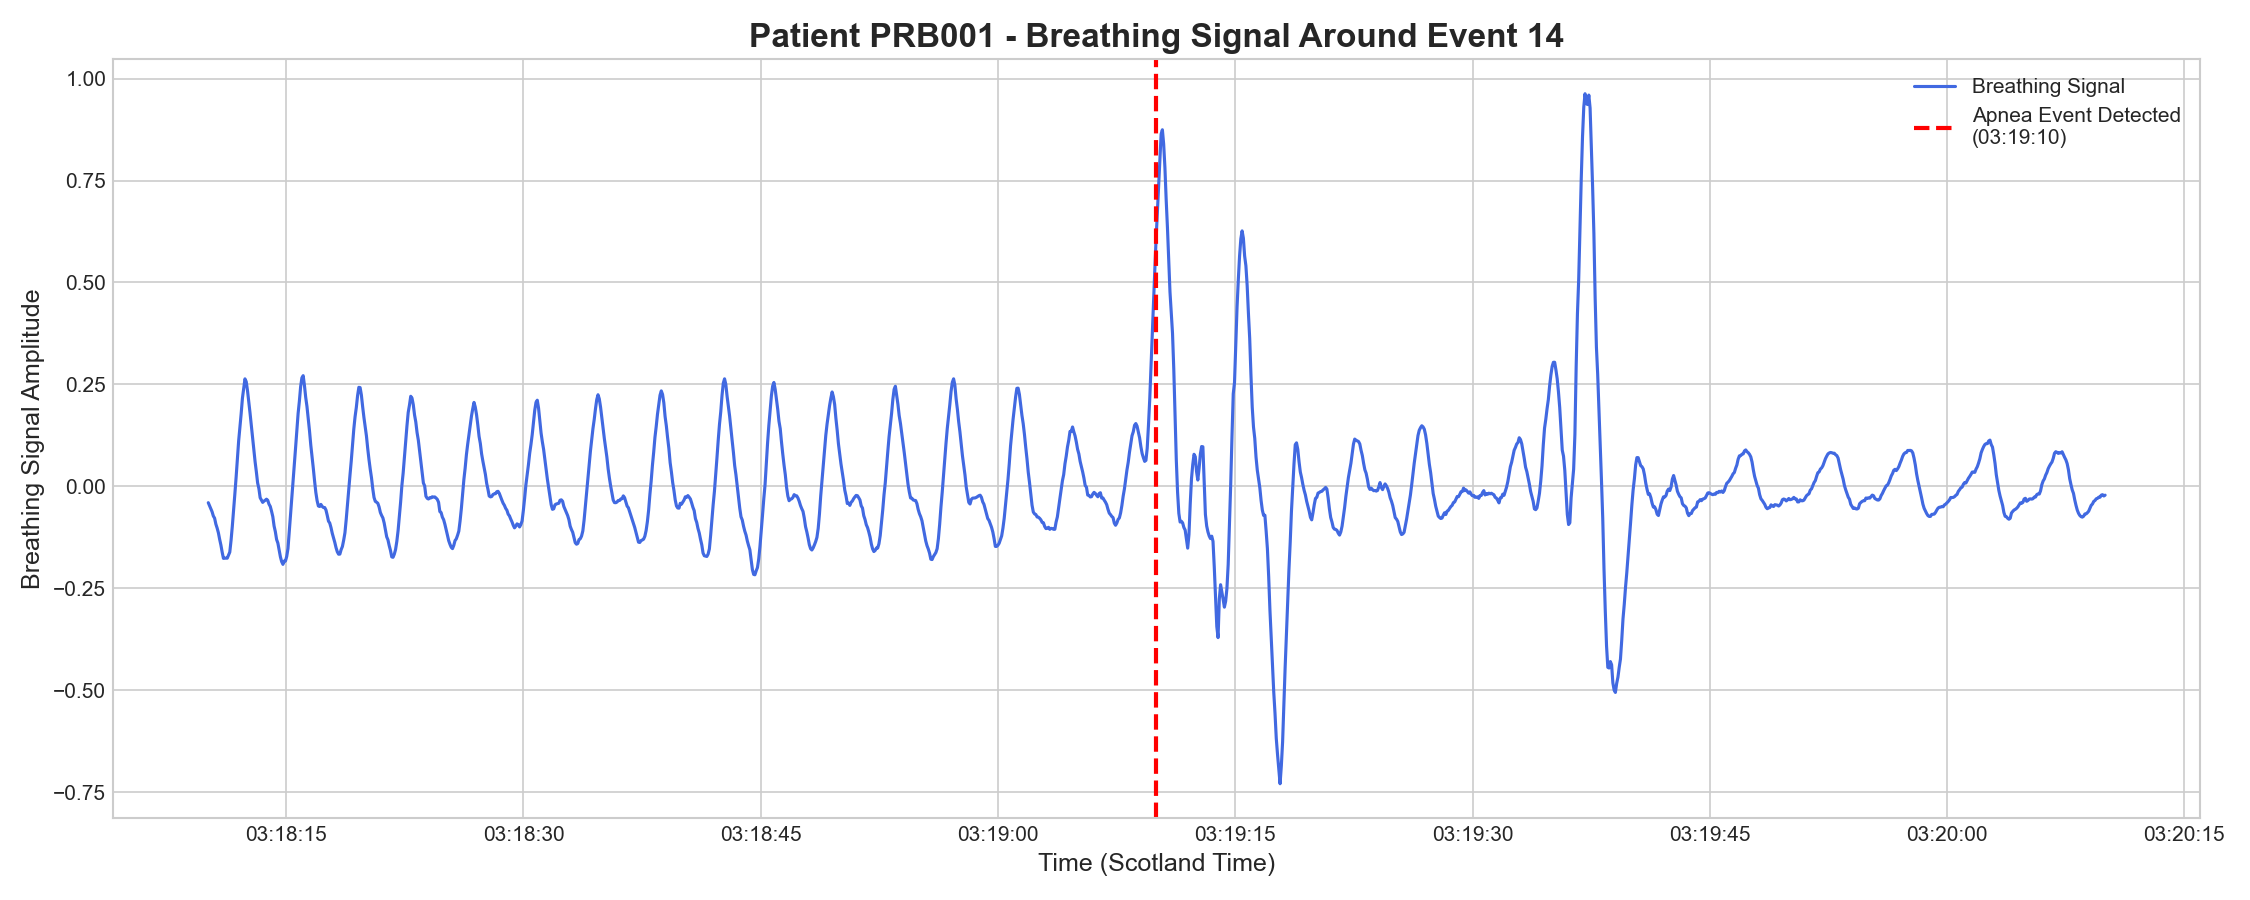 Patient PRB001 - Breathing Signal Around Event 14
Breathing Signal
Apnea Event Detected
(03:19:10)
Breathing Signal Amplitude
1.00
0.75
0.50
0.25
0.00
−0.25
−0.50
−0.75
03:18:15 03:18:30 03:18:45 03:19:00 03:19:15 03:19:30 03:19:45 03:20:00 03:20:15
Time (Scotland Time)